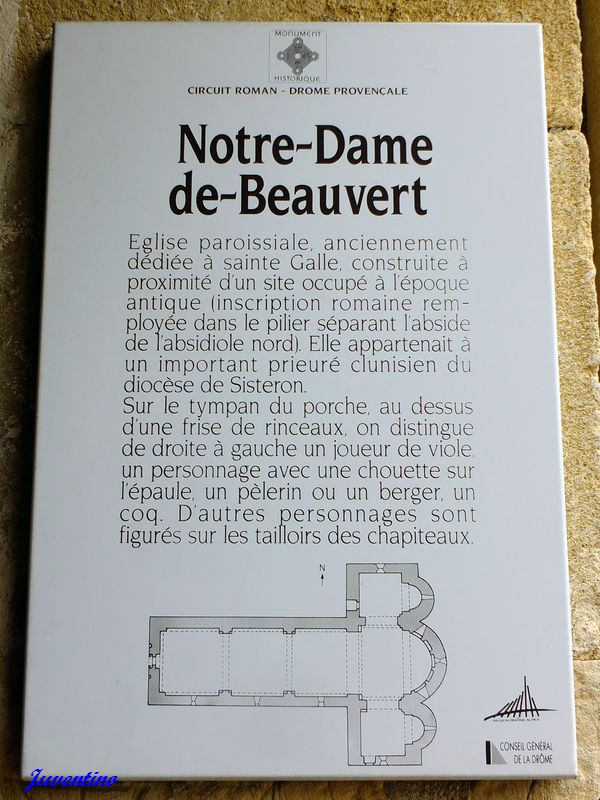 MONUMENT
HISTORIQUE
CIRCUIT ROMAN - DROME PROVENÇALE
Notre-Dame
de-Beauvert
Eglise paroissiale, anciennement
dédiée à sainte Galle, construite à
proximité d'un site occupé à l'époque
antique (inscription romaine rem-
ployée dans le pilier séparant l'abside
de l'absidiole nord). Elle appartenait à
un important prieuré clunisien du
diocèse de Sisteron.
Sur le tympan du porche, au dessus
d'une frise de rinceaux, on distingue
de droite à gauche un joueur de viole,
un personnage avec une chouette sur
l'épaule, un pèlerin ou un berger, un
coq. D'autres personnages sont
figurés sur les tailloirs des chapiteaux.
N
REGION RHÔNE-ALPES
CONSEIL GÉNÉRAL
DE LA DRÔME
Juventino